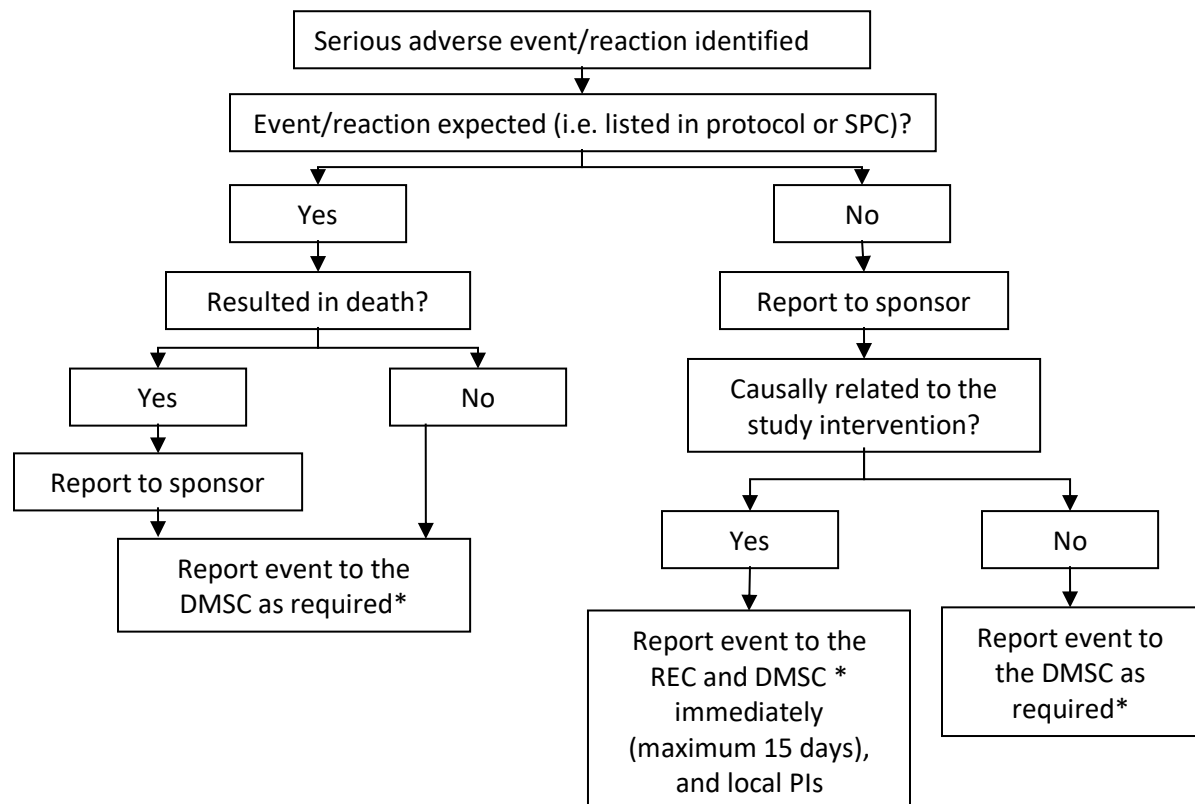 Serious adverse event/reaction identified
Event/reaction expected (i.e. listed in protocol or SPC)?
Yes
No
Resulted in death?
Report to sponsor
Yes
No
Causally related to the
study intervention?
Report to sponsor
Yes
No
Report event to the
DMSC as required*
Report event to the
REC and DMSC *
immediately
(maximum 15 days),
and local PIs
Report event to
the DMSC as
required*